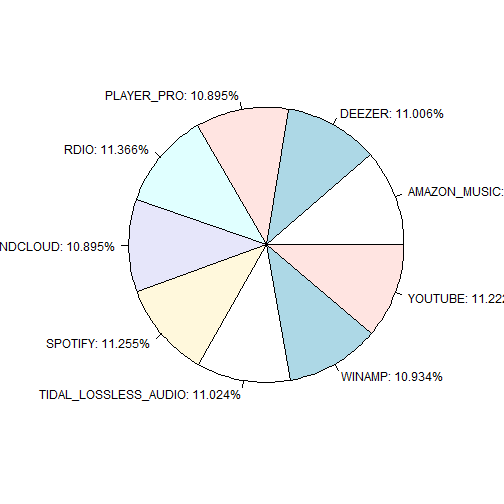 PLAYER_PRO: 10.895%
DEEZER: 11.006%
RDIO: 11.366%
AMAZON_MUSIC:
NDCLOUD: 10.895%
YOUTUBE: 11.222
SPOTIFY: 11.255%
WINAMP: 10.934%
TIDAL_LOSSLESS_AUDIO: 11.024%